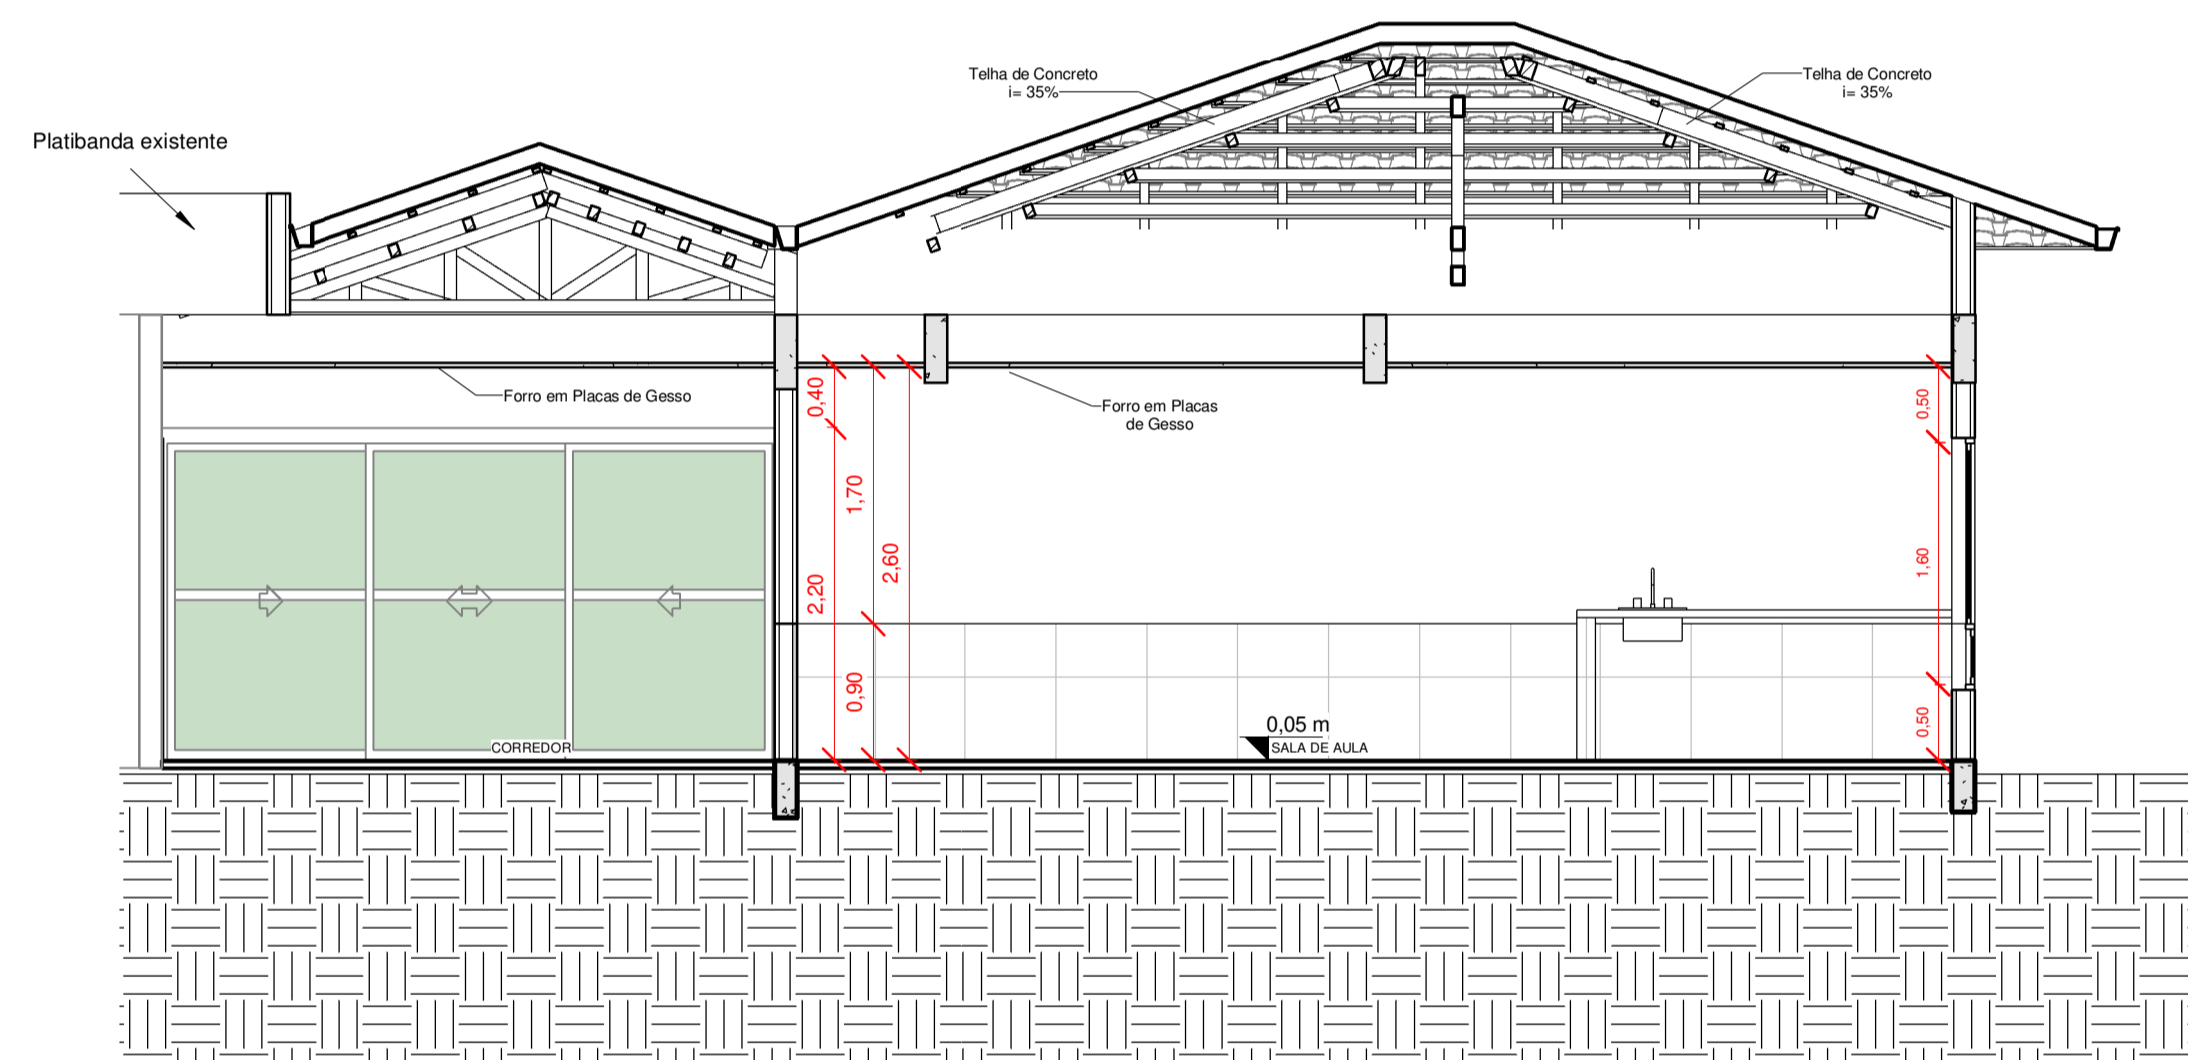 Telha de Concreto
i= 35%
Telha de Concreto
i= 35%
Platibanda existente
Forro em Placas de Gesso
Forro em Placas
de Gesso
0,40
1,70
2,20
2,60
0,90
0,50
1,60
0,50
0,05 m
CORREDOR
SALA DE AULA